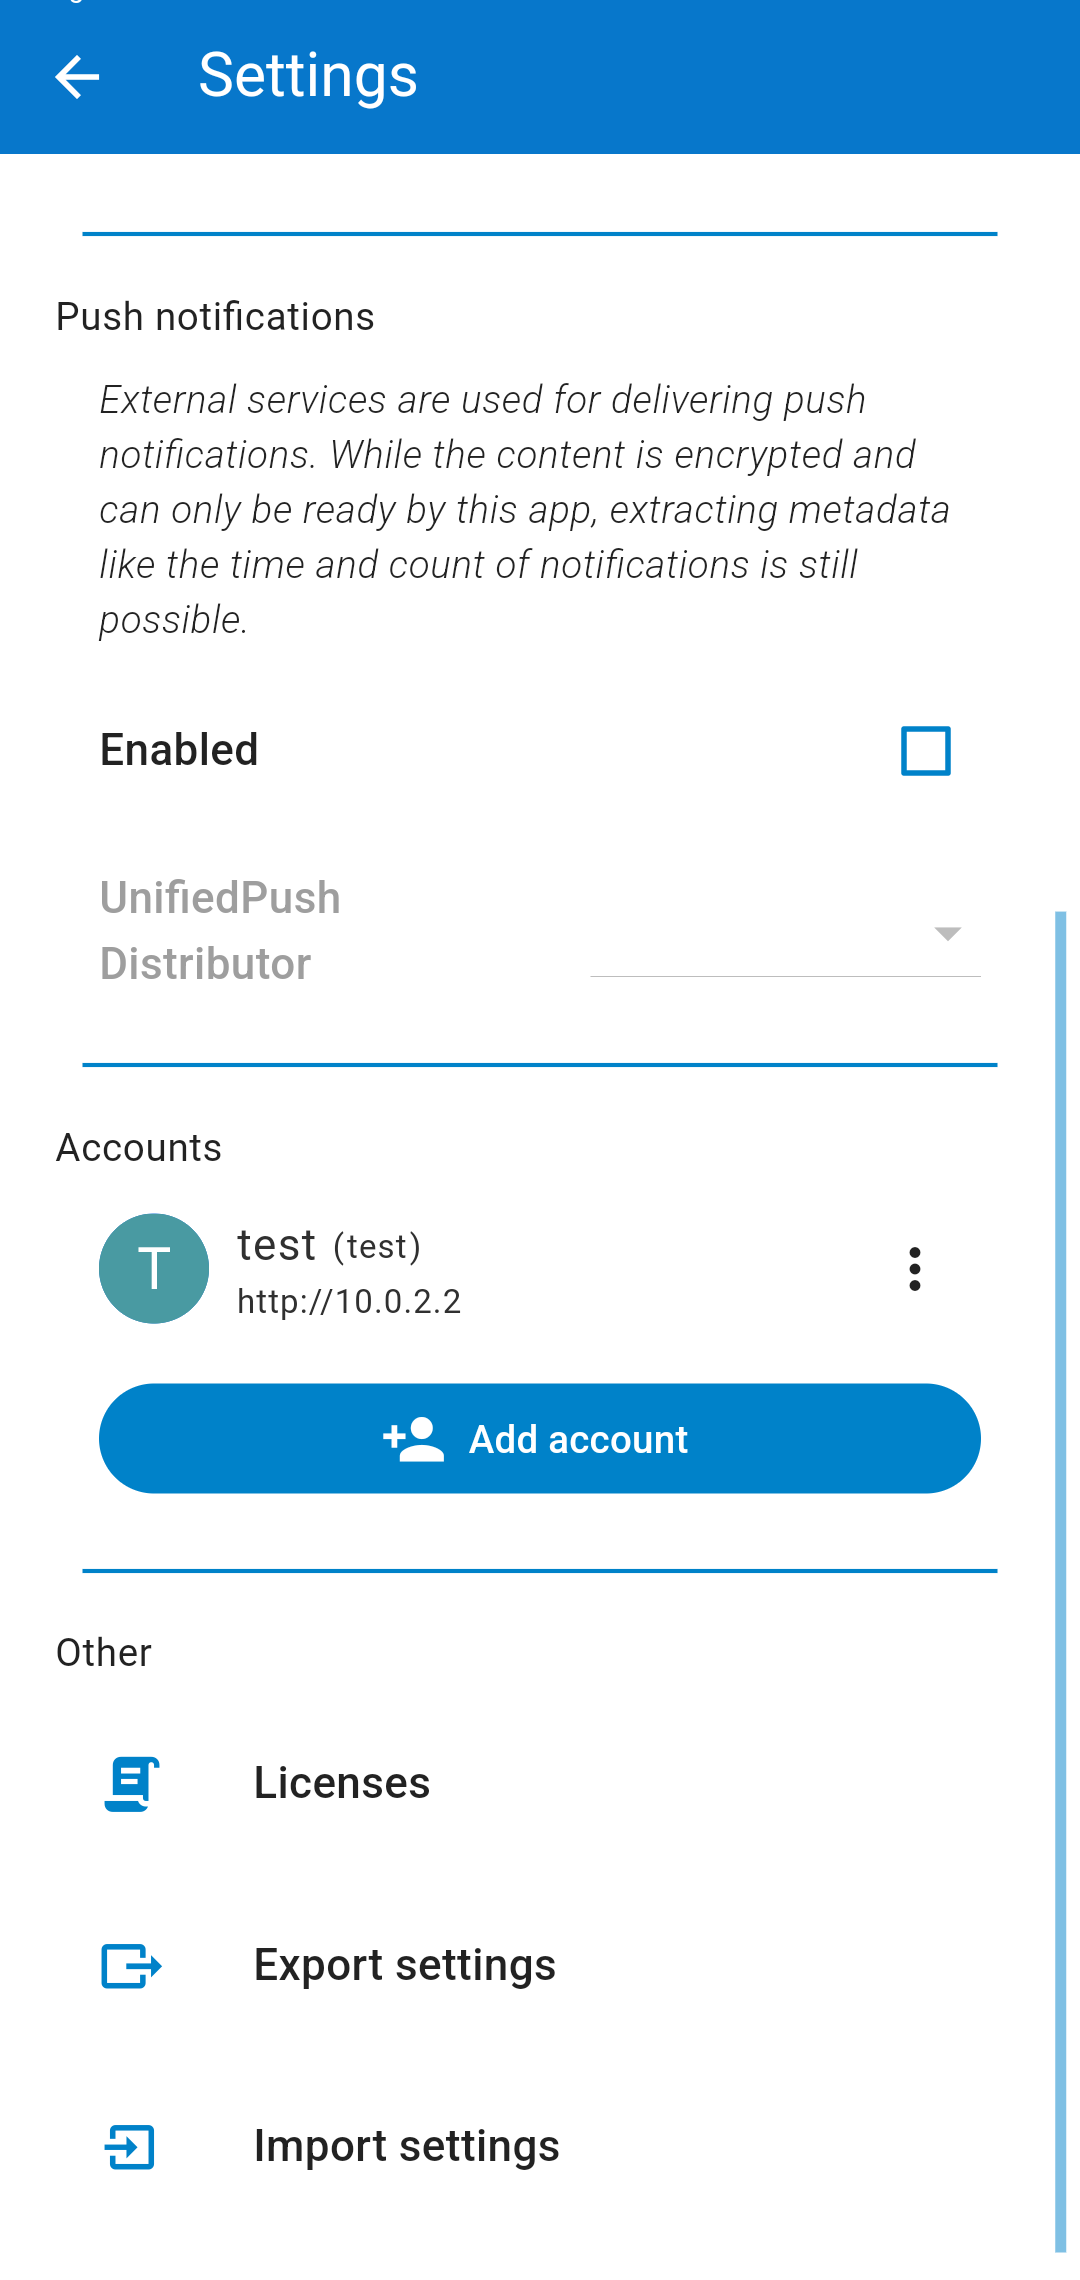 Settings
Push notifications
External services are used for delivering push
notifications. While the content is encrypted and
can only be ready by this app, extracting metadata
like the time and count of notifications is still
possible.
Enabled
UnifiedPush
Distributor
Accounts
T
test (test)
http://10.0.2.2
Add account
Other
Licenses
Export settings
Import settings